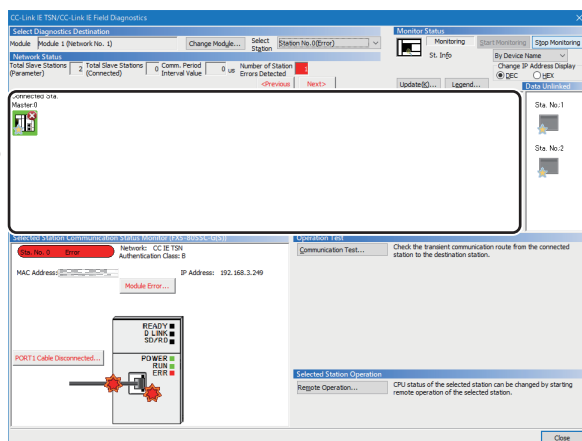 CC-Link IE TSN/CC-Link IE Field Diagnostics
Select Diagnostics Destination
Module Module 1 (Network No. 1) Change Module... Select Station Station No.0(Error)
Monitor Status
Monitoring Start Monitoring Stop Monitoring
St. Info By Device Name
Network Status
Total Slave Stations (Parameter) 2 Total Slave Stations (Connected) 0 Comm. Period Interval Value 0 us Number of Station Errors Detected 1
Change IP Address Display
DEC HEX
<Previous Next> Update(K)... Legend...
Data Unlinked
Connected Sta.
Master:0
Sta. No.:1
Sta. No.:2
Selected Station Communication Status Monitor (FX5-80SSC-G(S))
Sta. No. 0 Error
Network: CC IE TSN
Authentication Class: B
MAC Address: IP Address: 192.168.3.249
Module Error...
READY
D LINK
SD/RD
POWER
RUN
ERR
PORT1 Cable Disconnected...
Operation Test
Communication Test... Check the transient communication route from the connected
station to the destination station.
Selected Station Operation
Remote Operation... CPU status of the selected station can be changed by starting
remote operation of the selected station.
Close